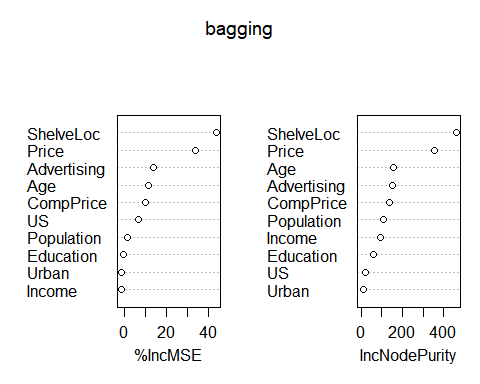 bagging
ShelveLoc
Price
Advertising
Age
CompPrice
US
Population
Education
Urban
Income
0 20 40
%IncMSE
ShelveLoc
Price
Age
Advertising
CompPrice
Population
Income
Education
US
Urban
0 200 400
IncNodePurity